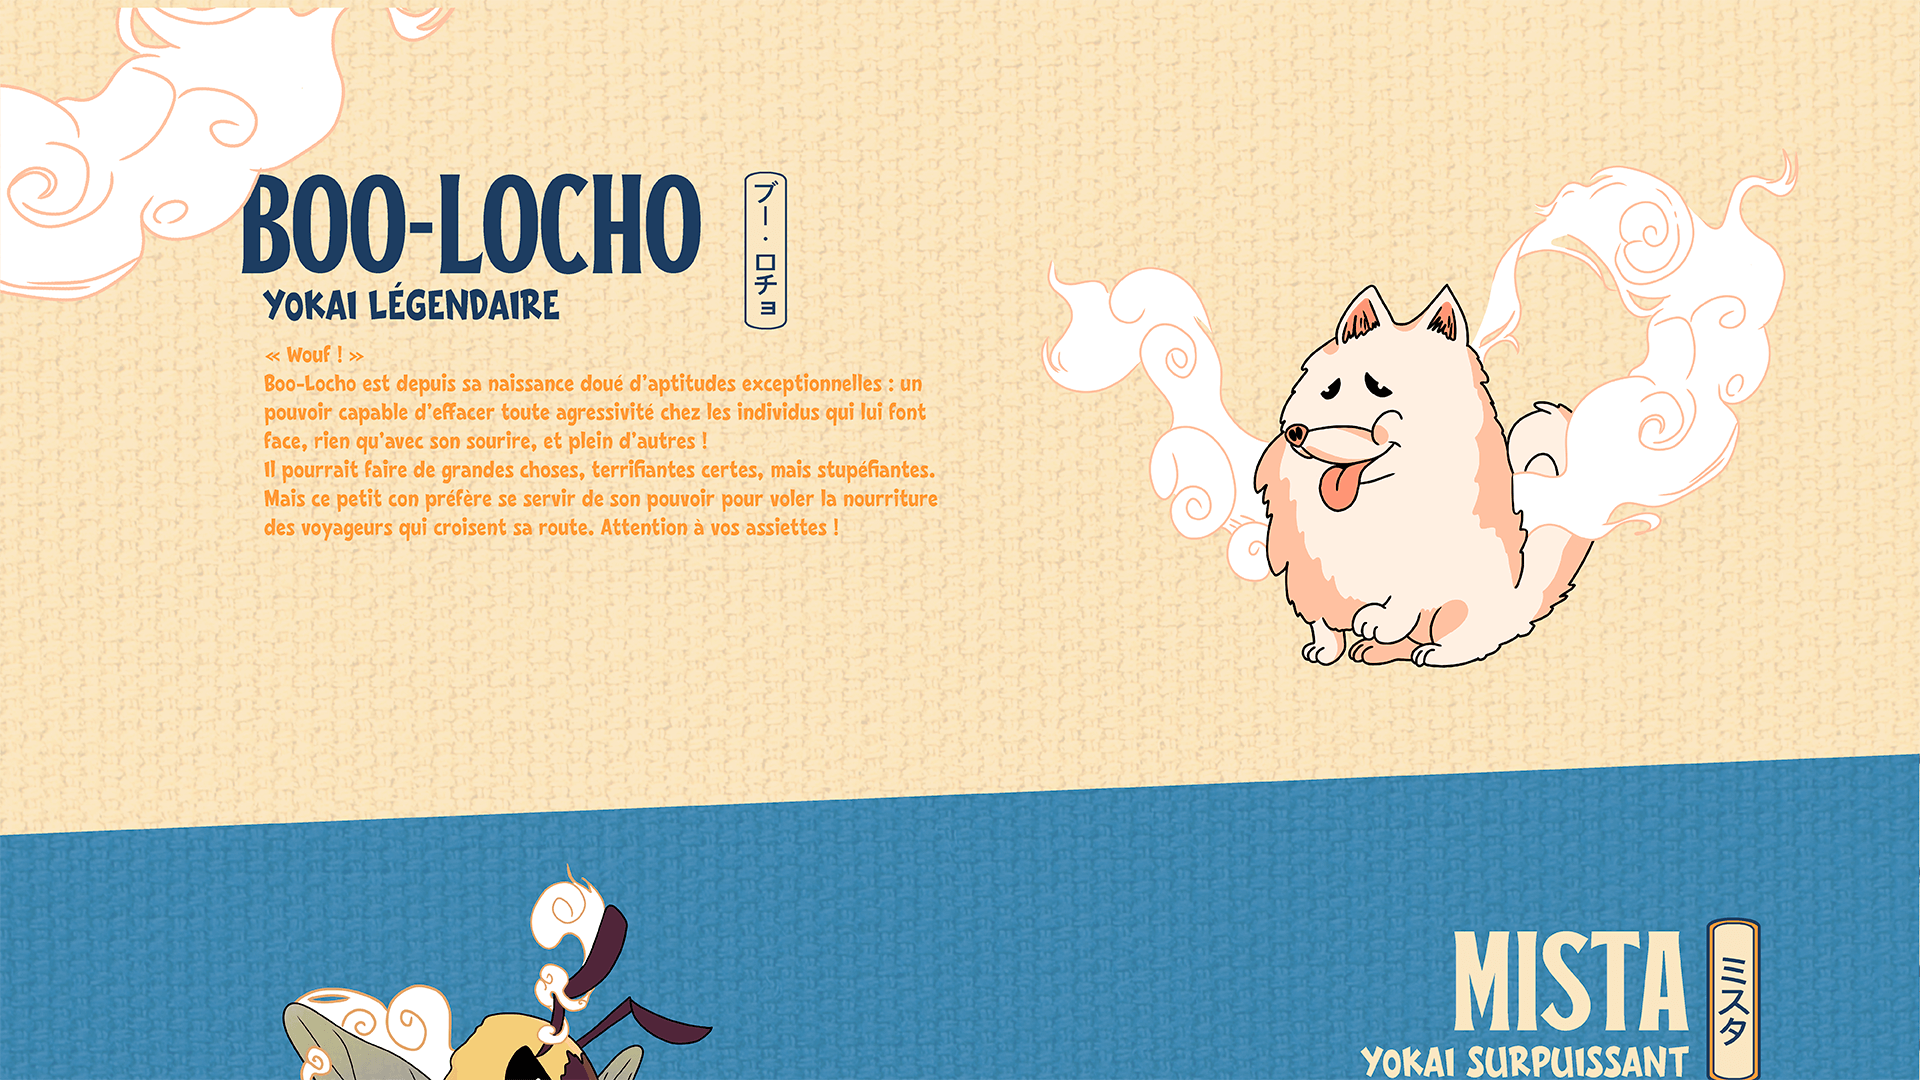 BOO-LOCHO
ブー・ロチョ
YOKAI LÉGENDAIRE
« Wouf ! »
Boo-Locho est depuis sa naissance doué d'aptitudes exceptionnelles : un
pouvoir capable d'effacer toute agressivité chez les individus qui lui font
face, rien qu'avec son sourire, et plein d'autres !
Il pourrait faire de grandes choses, terrifiantes certes, mais stupéfiantes.
Mais ce petit con préfère se servir de son pouvoir pour voler la nourriture
des voyageurs qui croisent sa route. Attention à vos assiettes !
MISTA
ミスタ
YOKAI SURPUISSANT